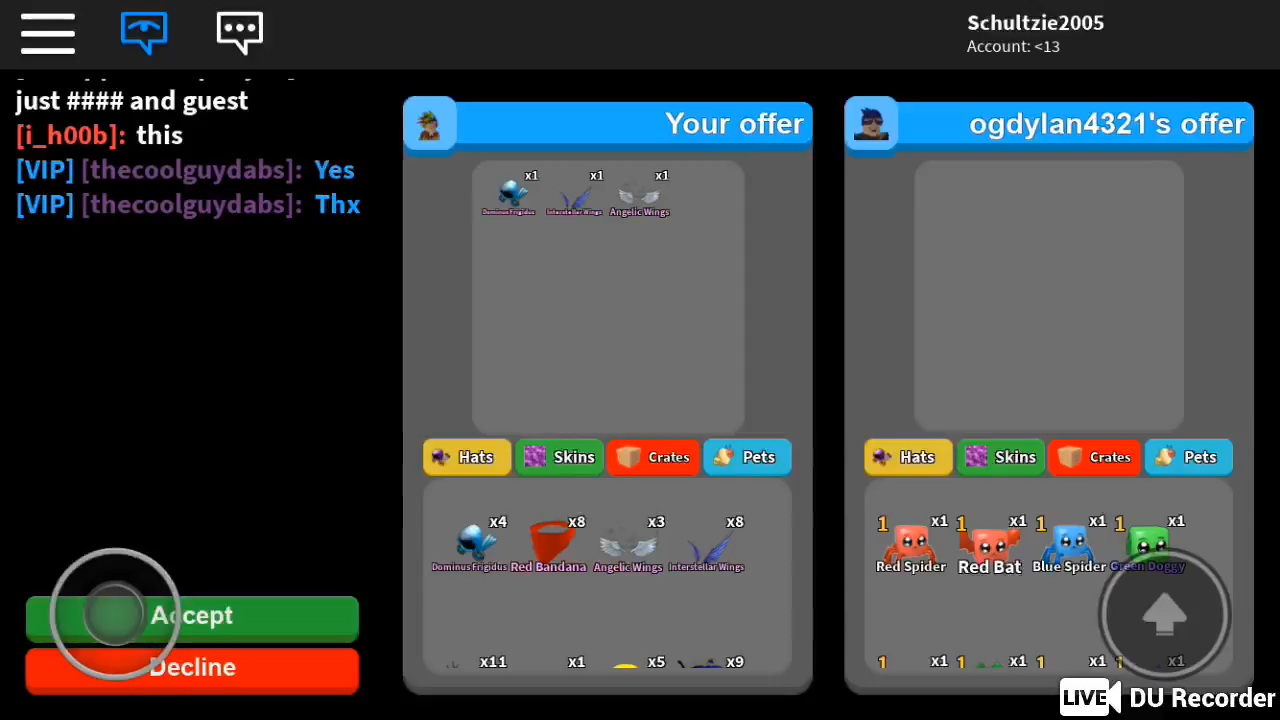 Schultzie2005
Account: <13
just #### and guest
[i_h00b]: this
[VIP] [thecoolguydabs]: Yes
[VIP] [thecoolguydabs]: Thx
Accept
Decline
Your offer
x1 x1 x1
Dominus Frigidus Interstellar Wings Angelic Wings
Hats Skins Crates Pets
x4 x8 x3 x8
Dominus Frigidus Red Bandana Angelic Wings Interstellar Wings
x11 x1 x5 x9
ogdylan4321's offer
Hats Skins Crates Pets
1 x1 1 x1 1 x1 1 x1
Red Spider Red Bat Blue Spider Green Doggy
1 x1 1 x1 1 x1 x1
LIVE DU Recorder